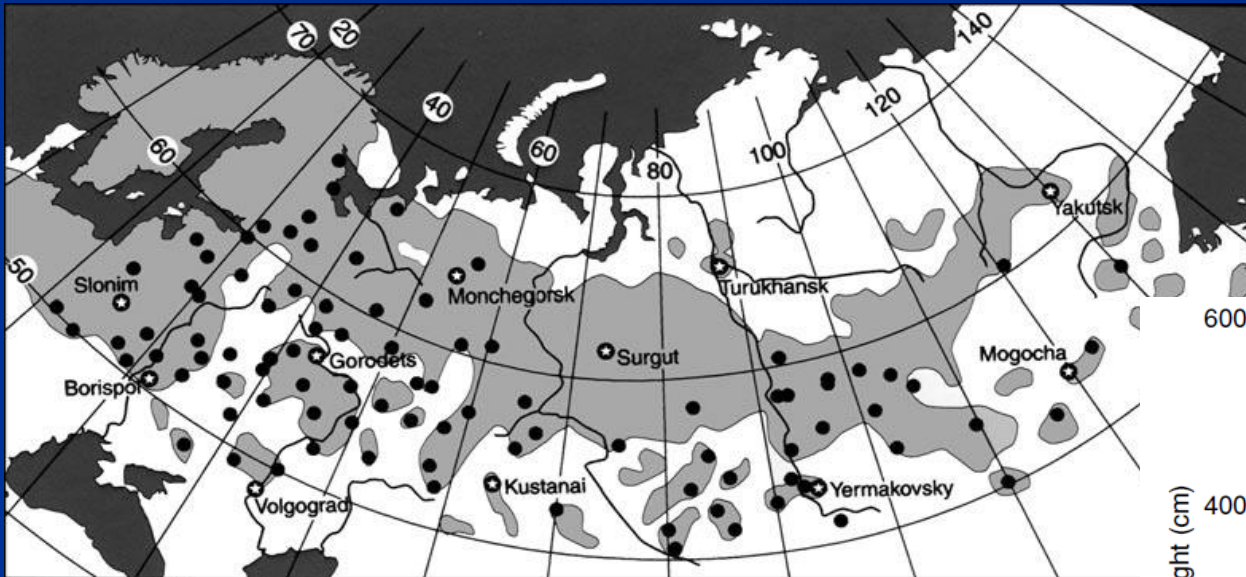 70
20
140
40
120
60
60
80
100
50
Yakutsk
Slonim
Monchegorsk
Turukhansk
600
Surgut
Mogocha
Gorodets
Borispol
Kustanai
Yermakovsky
Volgograd
400
ght (cm)